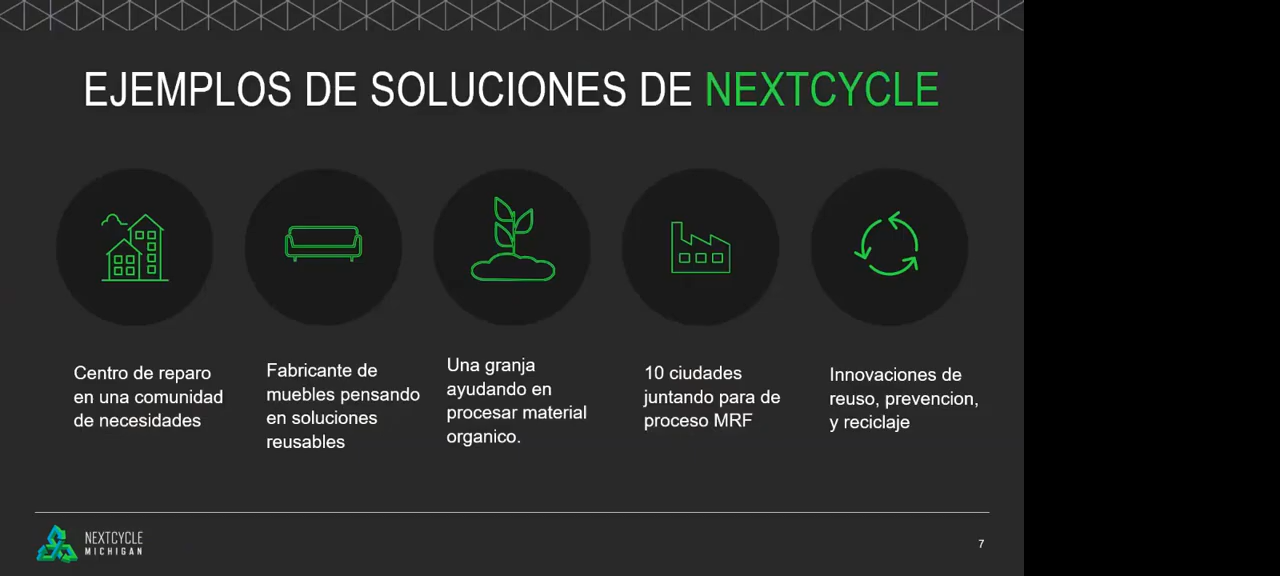 EJEMPLOS DE SOLUCIONES DE NEXTCYCLE
Centro de reparo
en una comunidad
de necesidades
Fabricante de
muebles pensando
en soluciones
reusables
Una granja
ayudando en
procesar material
organico.
10 ciudades
juntando para de
proceso MRF
Innovaciones de
reuso, prevencion,
y reciclaje
NEXTCYCLE
MICHIGAN
7